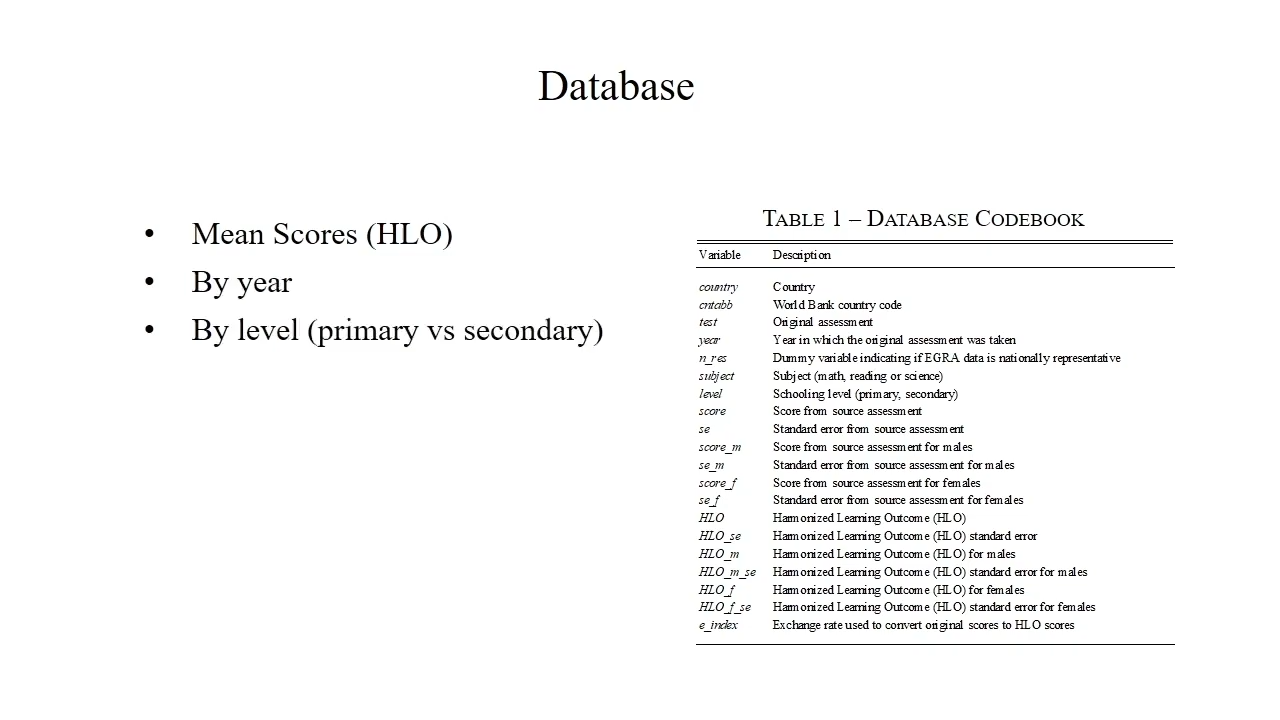 Database
• Mean Scores (HLO)
• By year
• By level (primary vs secondary)
TABLE 1 – DATABASE CODEBOOK
Variable Description
country Country
cntabb World Bank country code
test Original assessment
year Year in which the original assessment was taken
n_res Dummy variable indicating if EGRA data is nationally representative
subject Subject (math, reading or science)
level Schooling level (primary, secondary)
score Score from source assessment
se Standard error from source assessment
score_m Score from source assessment for males
se_m Standard error from source assessment for males
score_f Score from source assessment for females
se_f Standard error from source assessment for females
HLO Harmonized Learning Outcome (HLO)
HLO_se Harmonized Learning Outcome (HLO) standard error
HLO_m Harmonized Learning Outcome (HLO) for males
HLO_m_se Harmonized Learning Outcome (HLO) standard error for males
HLO_f Harmonized Learning Outcome (HLO) for females
HLO_f_se Harmonized Learning Outcome (HLO) standard error for females
e_index Exchange rate used to convert original scores to HLO scores